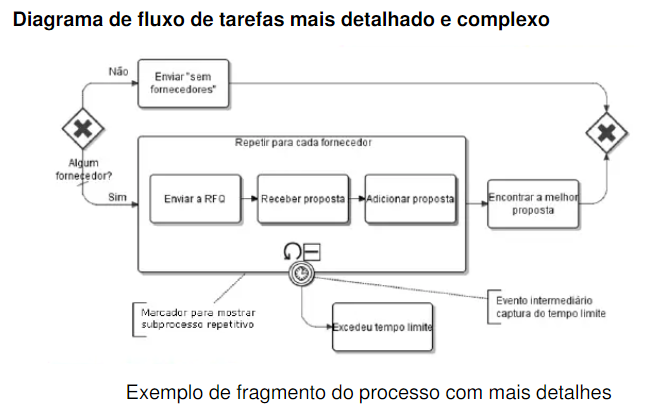 Diagrama de fluxo de tarefas mais detalhado e complexo
Não
Enviar "sem
fornecedores"
Algum
fornecedor?
Sim
Repetir para cada fornecedor
Enviar a RFQ
Receber proposta
Adicionar proposta
Encontrar a melhor
proposta
Marcador para mostrar
subprocesso repetitivo
Excedeu tempo limite
Evento intermediário
captura do tempo limite
Exemplo de fragmento do processo com mais detalhes